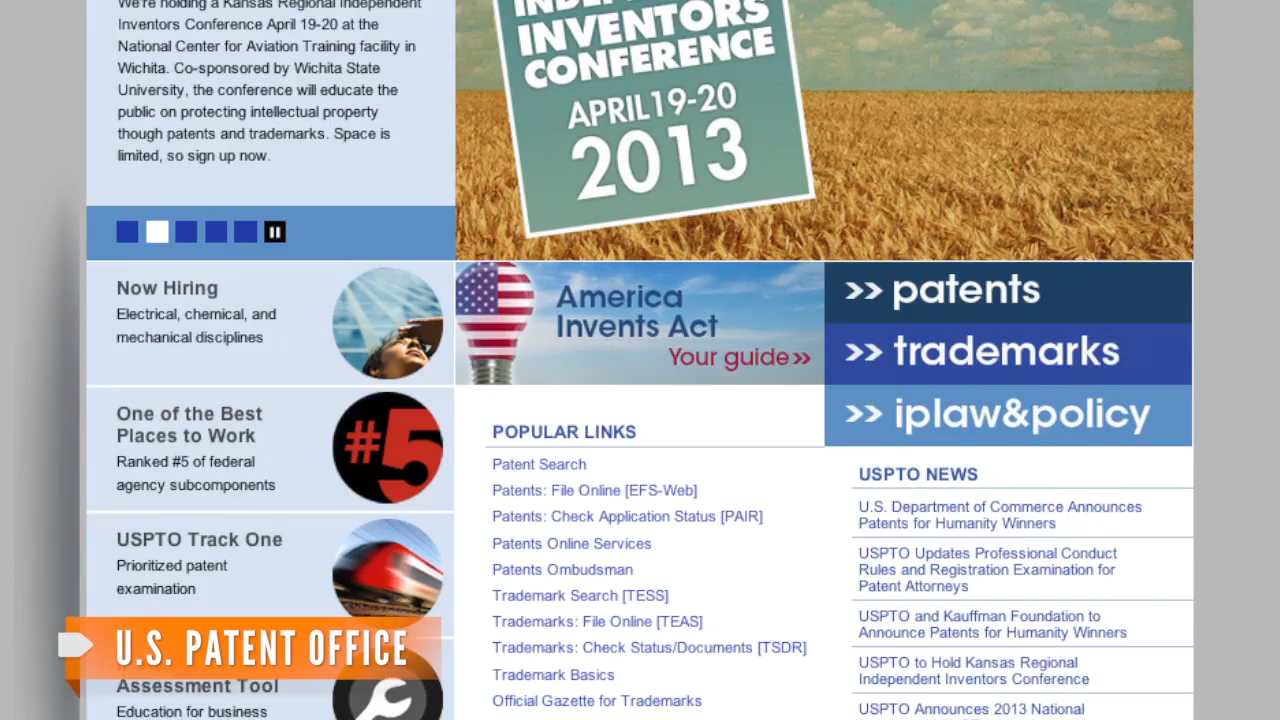 We're holding a Kansas Regional Independent
Inventors Conference April 19-20 at the
National Center for Aviation Training facility in
Wichita. Co-sponsored by Wichita State
University, the conference will educate the
public on protecting intellectual property
though patents and trademarks. Space is
limited, so sign up now.
INVENTORS
CONFERENCE
APRIL 19-20
2013
Now Hiring
Electrical, chemical, and
mechanical disciplines
One of the Best
Places to Work
Ranked #5 of federal
agency subcomponents
#5
USPTO Track One
Prioritized patent
examination
U.S. PATENT OFFICE
Assessment Tool
Education for business
America
Invents Act
Your guide»
>> patents
>> trademarks
>> iplaw&policy
POPULAR LINKS
Patent Search
Patents: File Online [EFS-Web]
Patents: Check Application Status [PAIR]
Patents Online Services
Patents Ombudsman
Trademark Search [TESS]
Trademarks: File Online [TEAS]
Trademarks: Check Status/Documents [TSDR]
Trademark Basics
Official Gazette for Trademarks
USPTO NEWS
U.S. Department of Commerce Announces
Patents for Humanity Winners
USPTO Updates Professional Conduct
Rules and Registration Examination for
Patent Attorneys
USPTO and Kauffman Foundation to
Announce Patents for Humanity Winners
USPTO to Hold Kansas Regional
Independent Inventors Conference
USPTO Announces 2013 National